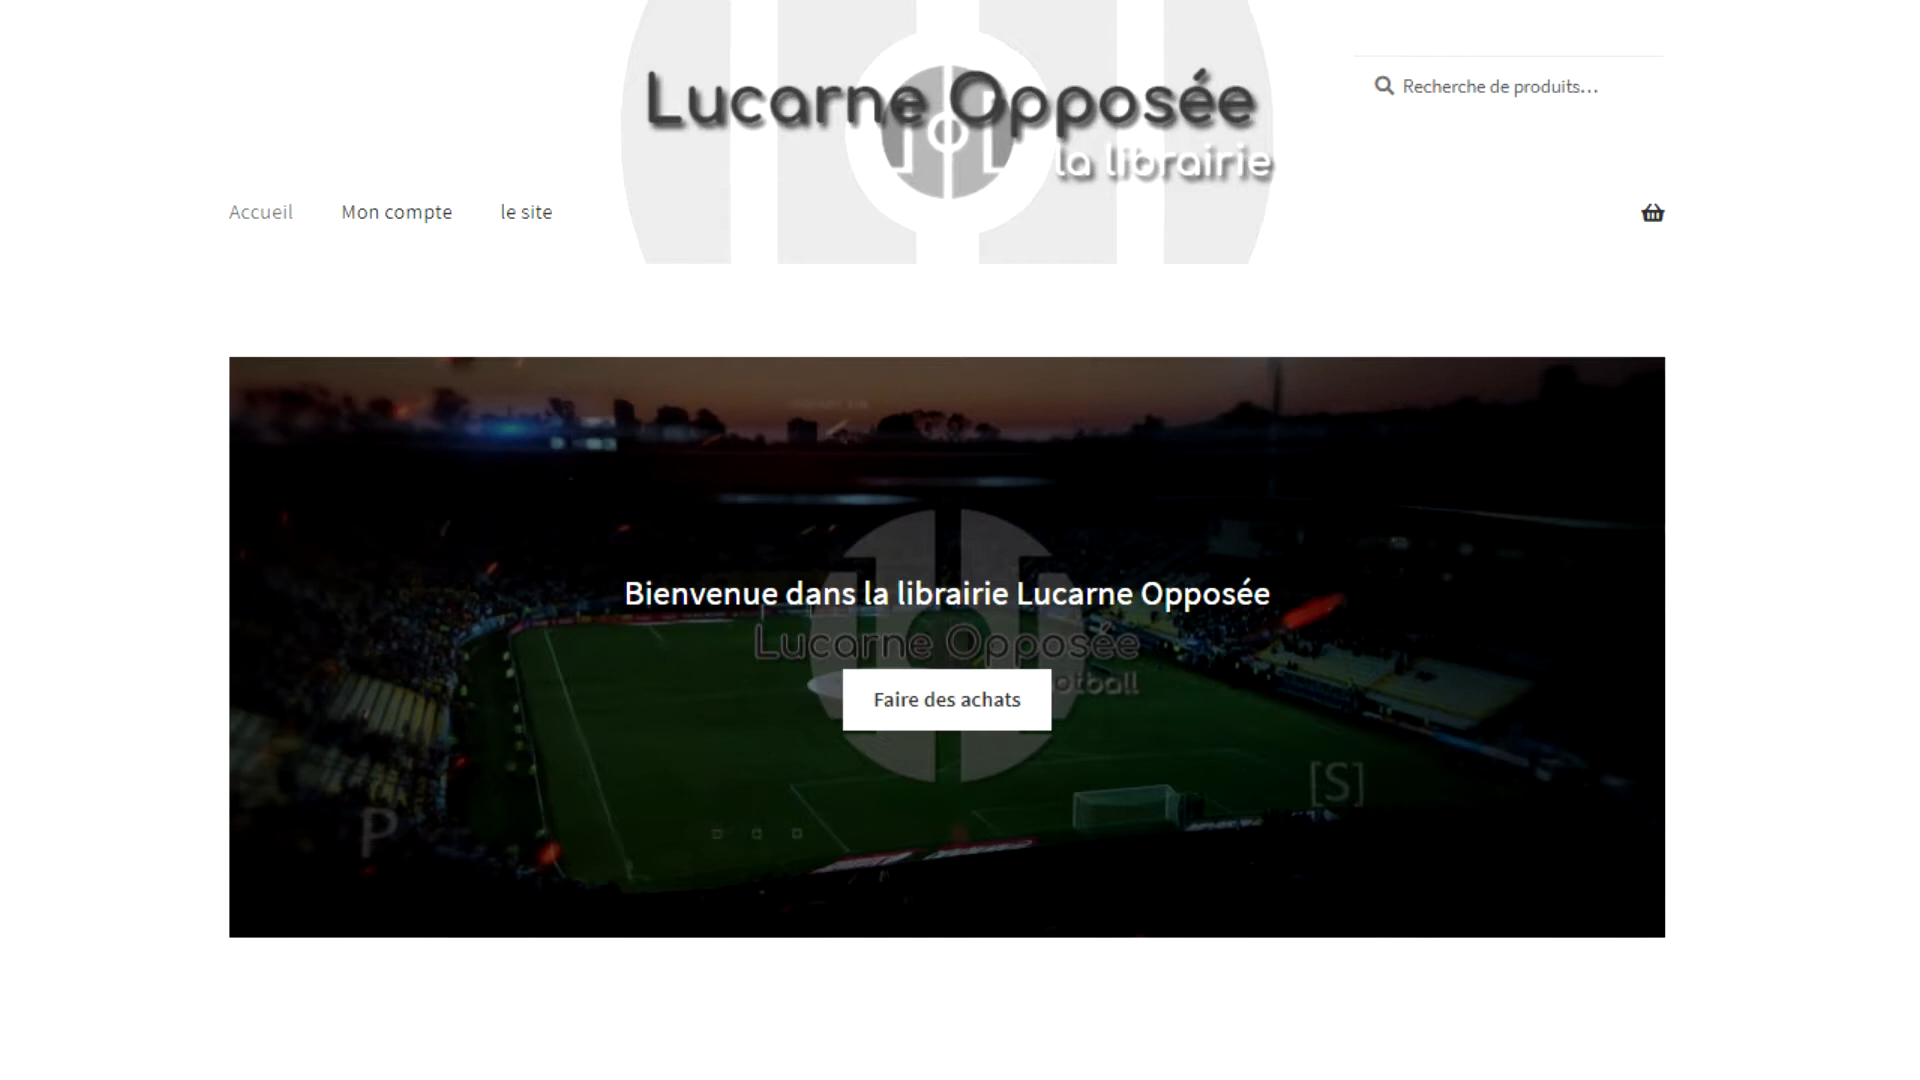 Lucarne Opposée
la librairie
Recherche de produits…
Accueil
Mon compte
le site
Bienvenue dans la librairie Lucarne Opposée
Lucarne Opposée
Faire des achats
[S]
P